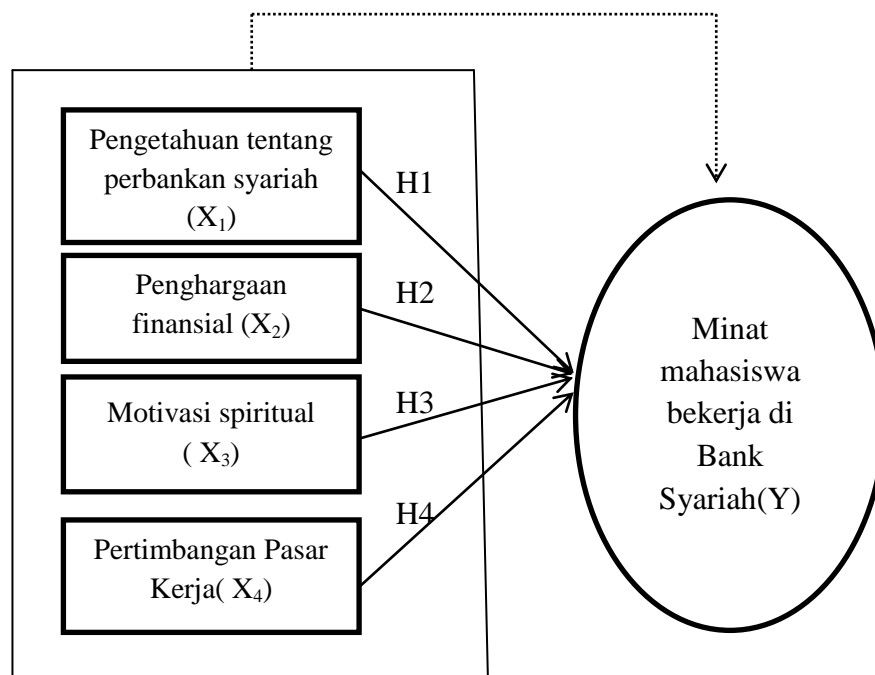 Pengetahuan tentang
perbankan syariah
(X₁)
H1
Penghargaan
finansial (X₂)
H2
Motivasi spiritual
( X₃)
H3
Pertimbangan Pasar
Kerja( X₄)
H4
Minat
mahasiswa
bekerja di
Bank
Syariah(Y)